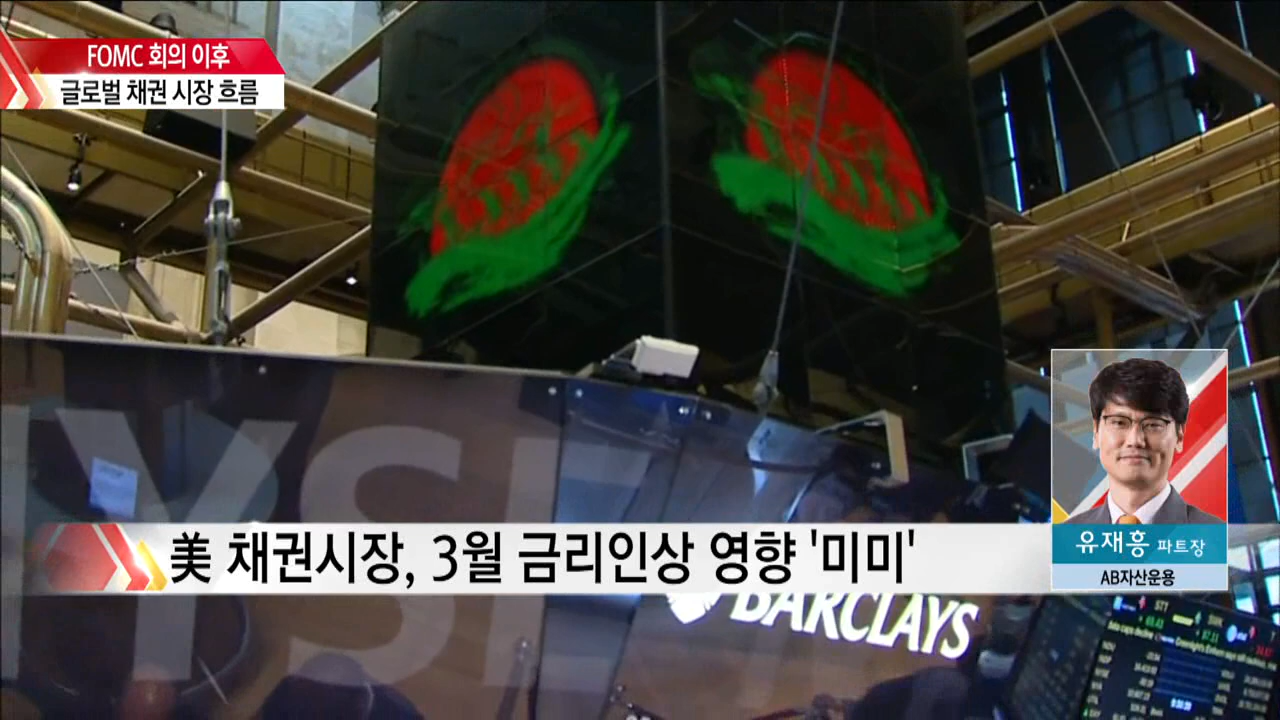 FOMC 회의 이후
글로벌 채권 시장 흐름
NYSE
美 채권시장, 3월 금리인상 영향 '미미'
유재흥 파트장
AB자산운용
BARCLAYS
STT